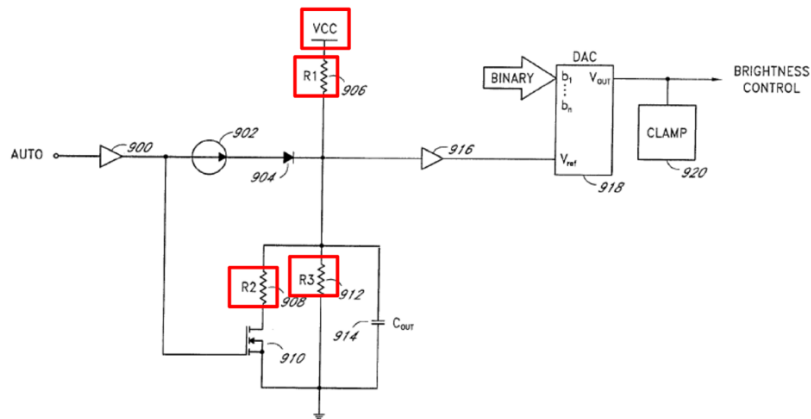 VCC
R1
906
DAC
BINARY
b1
bn
VOUT
BRIGHTNESS
CONTROL
AUTO
900
902
904
916
Vref
918
CLAMP
920
R2
908
R3
912
910
914
COUT